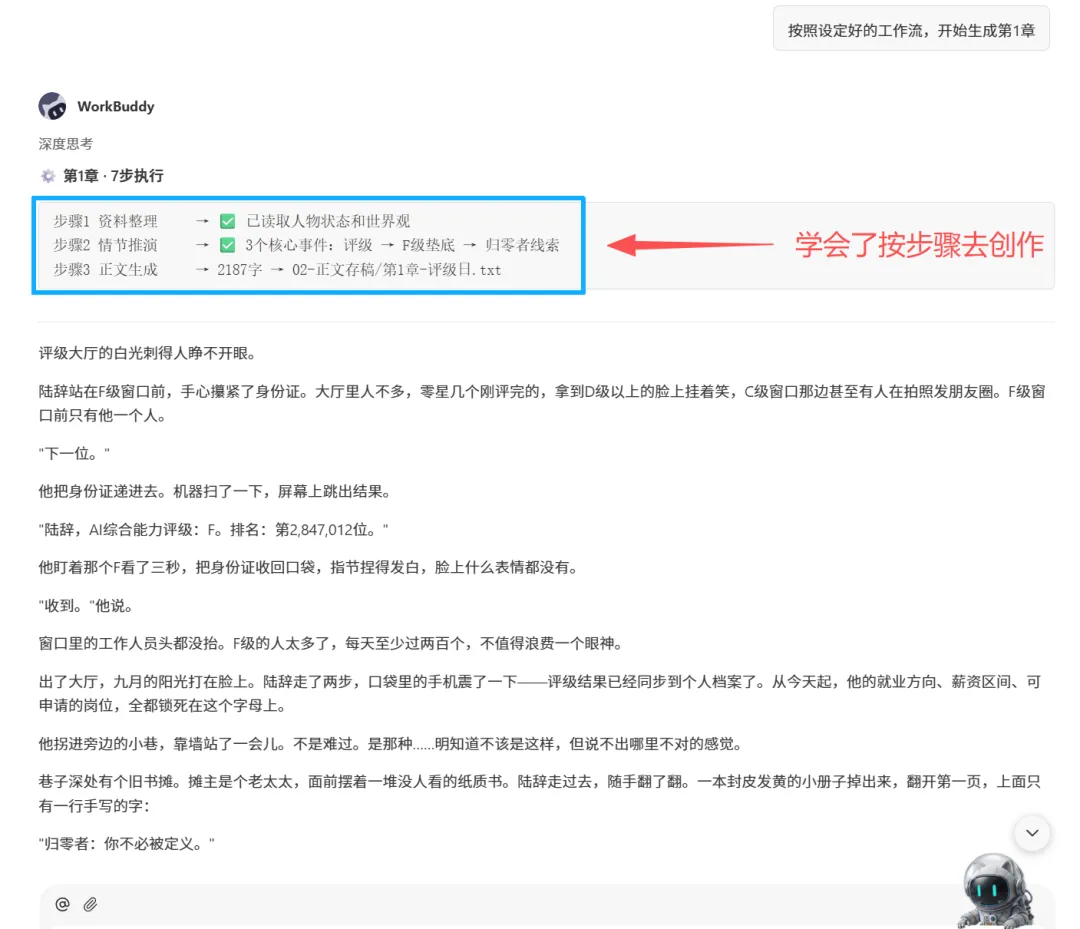 按照设定好的工作流，开始生成第1章
WorkBuddy
深度思考
第1章 · 7步执行
步骤1 资料整理 → ✅ 已读取人物状态和世界观
步骤2 情节推演 → ✅ 3个核心事件：评级 → F级垫底 → 归零者线索
步骤3 正文生成 → 2187字 → 02-正文存稿/第1章-评级日.txt
学会了按步骤去创作
评级大厅的白光刺得人睁不开眼。
陆辞站在F级窗口前，手心攥紧了身份证。大厅里人不多，零星几个刚评完的，拿到D级以上的脸上挂着笑，C级窗口那边甚至有人在拍照发朋友圈。F级窗
口前只有他一个人。
"下一位。"
他把身份证递进去。机器扫了一下，屏幕上跳出结果。
"陆辞，AI综合能力评级：F。排名：第2,847,012位。"
他盯着那个F看了三秒，把身份证收回口袋，指节捏得发白，脸上什么表情都没有。
"收到。"他说。
窗口里的工作人员头都没抬。F级的人太多了，每天至少过两百个，不值得浪费一个眼神。
出了大厅，九月的阳光打在脸上。陆辞走了两步，口袋里的手机震了一下——评级结果已经同步到个人档案了。从今天起，他的就业方向、薪资区间、可
申请的岗位，全都锁死在这个字母上。
他拐进旁边的小巷，靠墙站了一会儿。不是难过。是那种......明知道不该是这样，但说不出哪里不对的感觉。
巷子深处有个旧书摊。摊主是个老太太，面前摆着一堆没人看的纸质书。陆辞走过去，随手翻了翻。一本封皮发黄的小册子掉出来，翻开第一页，上面只
有一行手写的字：
"归零者：你不必被定义。"
@